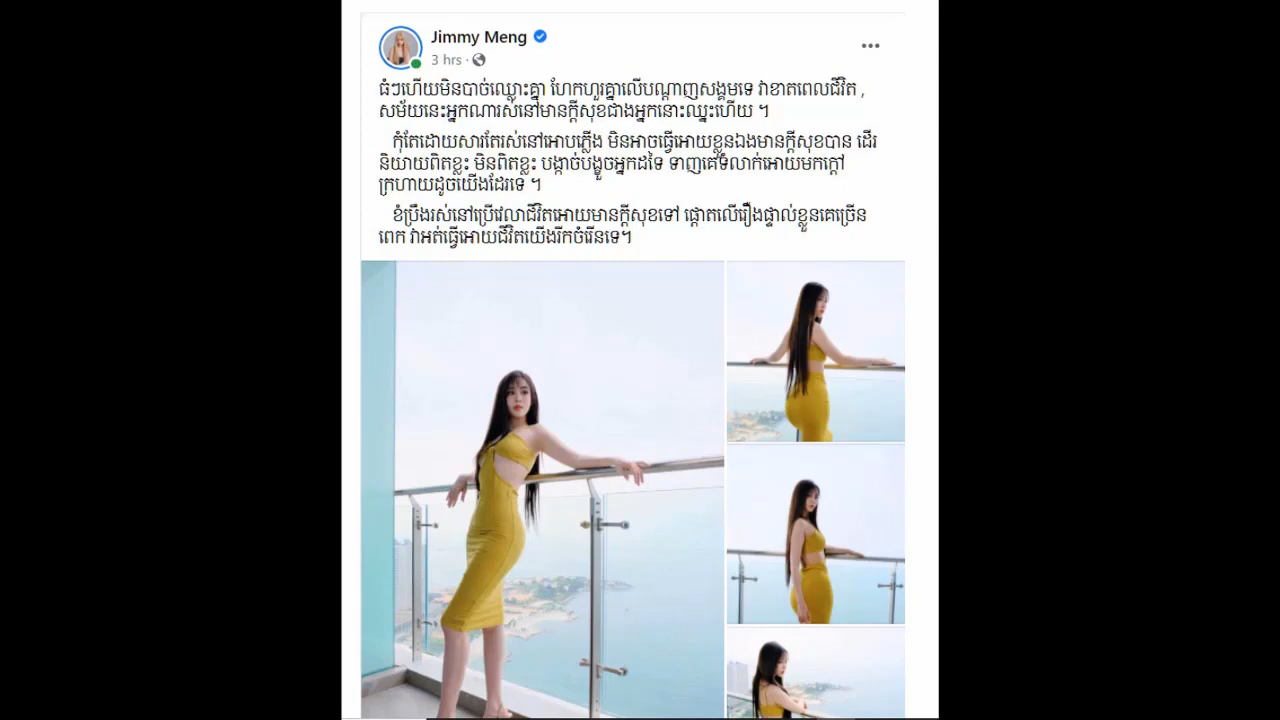 Jimmy Meng
3 hrs ·
ធំៗហើយមិនបាច់ឈ្លោះគ្នា ហែកហួរគ្នាលើបណ្តាញសង្គមទេ វាខាតពេលជីវិត ,
សម័យនេះអ្នកណារស់នៅមានក្តីសុខជាងអ្នកនោះឈ្នះហើយ ។
កុំតែដោយសារតែរស់នៅអោបភ្លើង មិនអាចធ្វើអោយខ្លួនឯងមានក្តីសុខបាន ដើរ
និយាយពិតខ្លះ មិនពិតខ្លះ បង្កាច់បង្ខូចអ្នកដទៃ ទាញគេទំលាក់អោយមកក្តៅ
ក្រហាយដូចយើងដែរទេ ។
ខំប្រឹងរស់នៅប្រើវេលាជីវិតអោយមានក្តីសុខទៅ ផ្តោតលើរឿងផ្ទាល់ខ្លួនគេច្រើន
ពេក វាអត់ធ្វើអោយជីវិតយើងរីកចំរើនទេ។